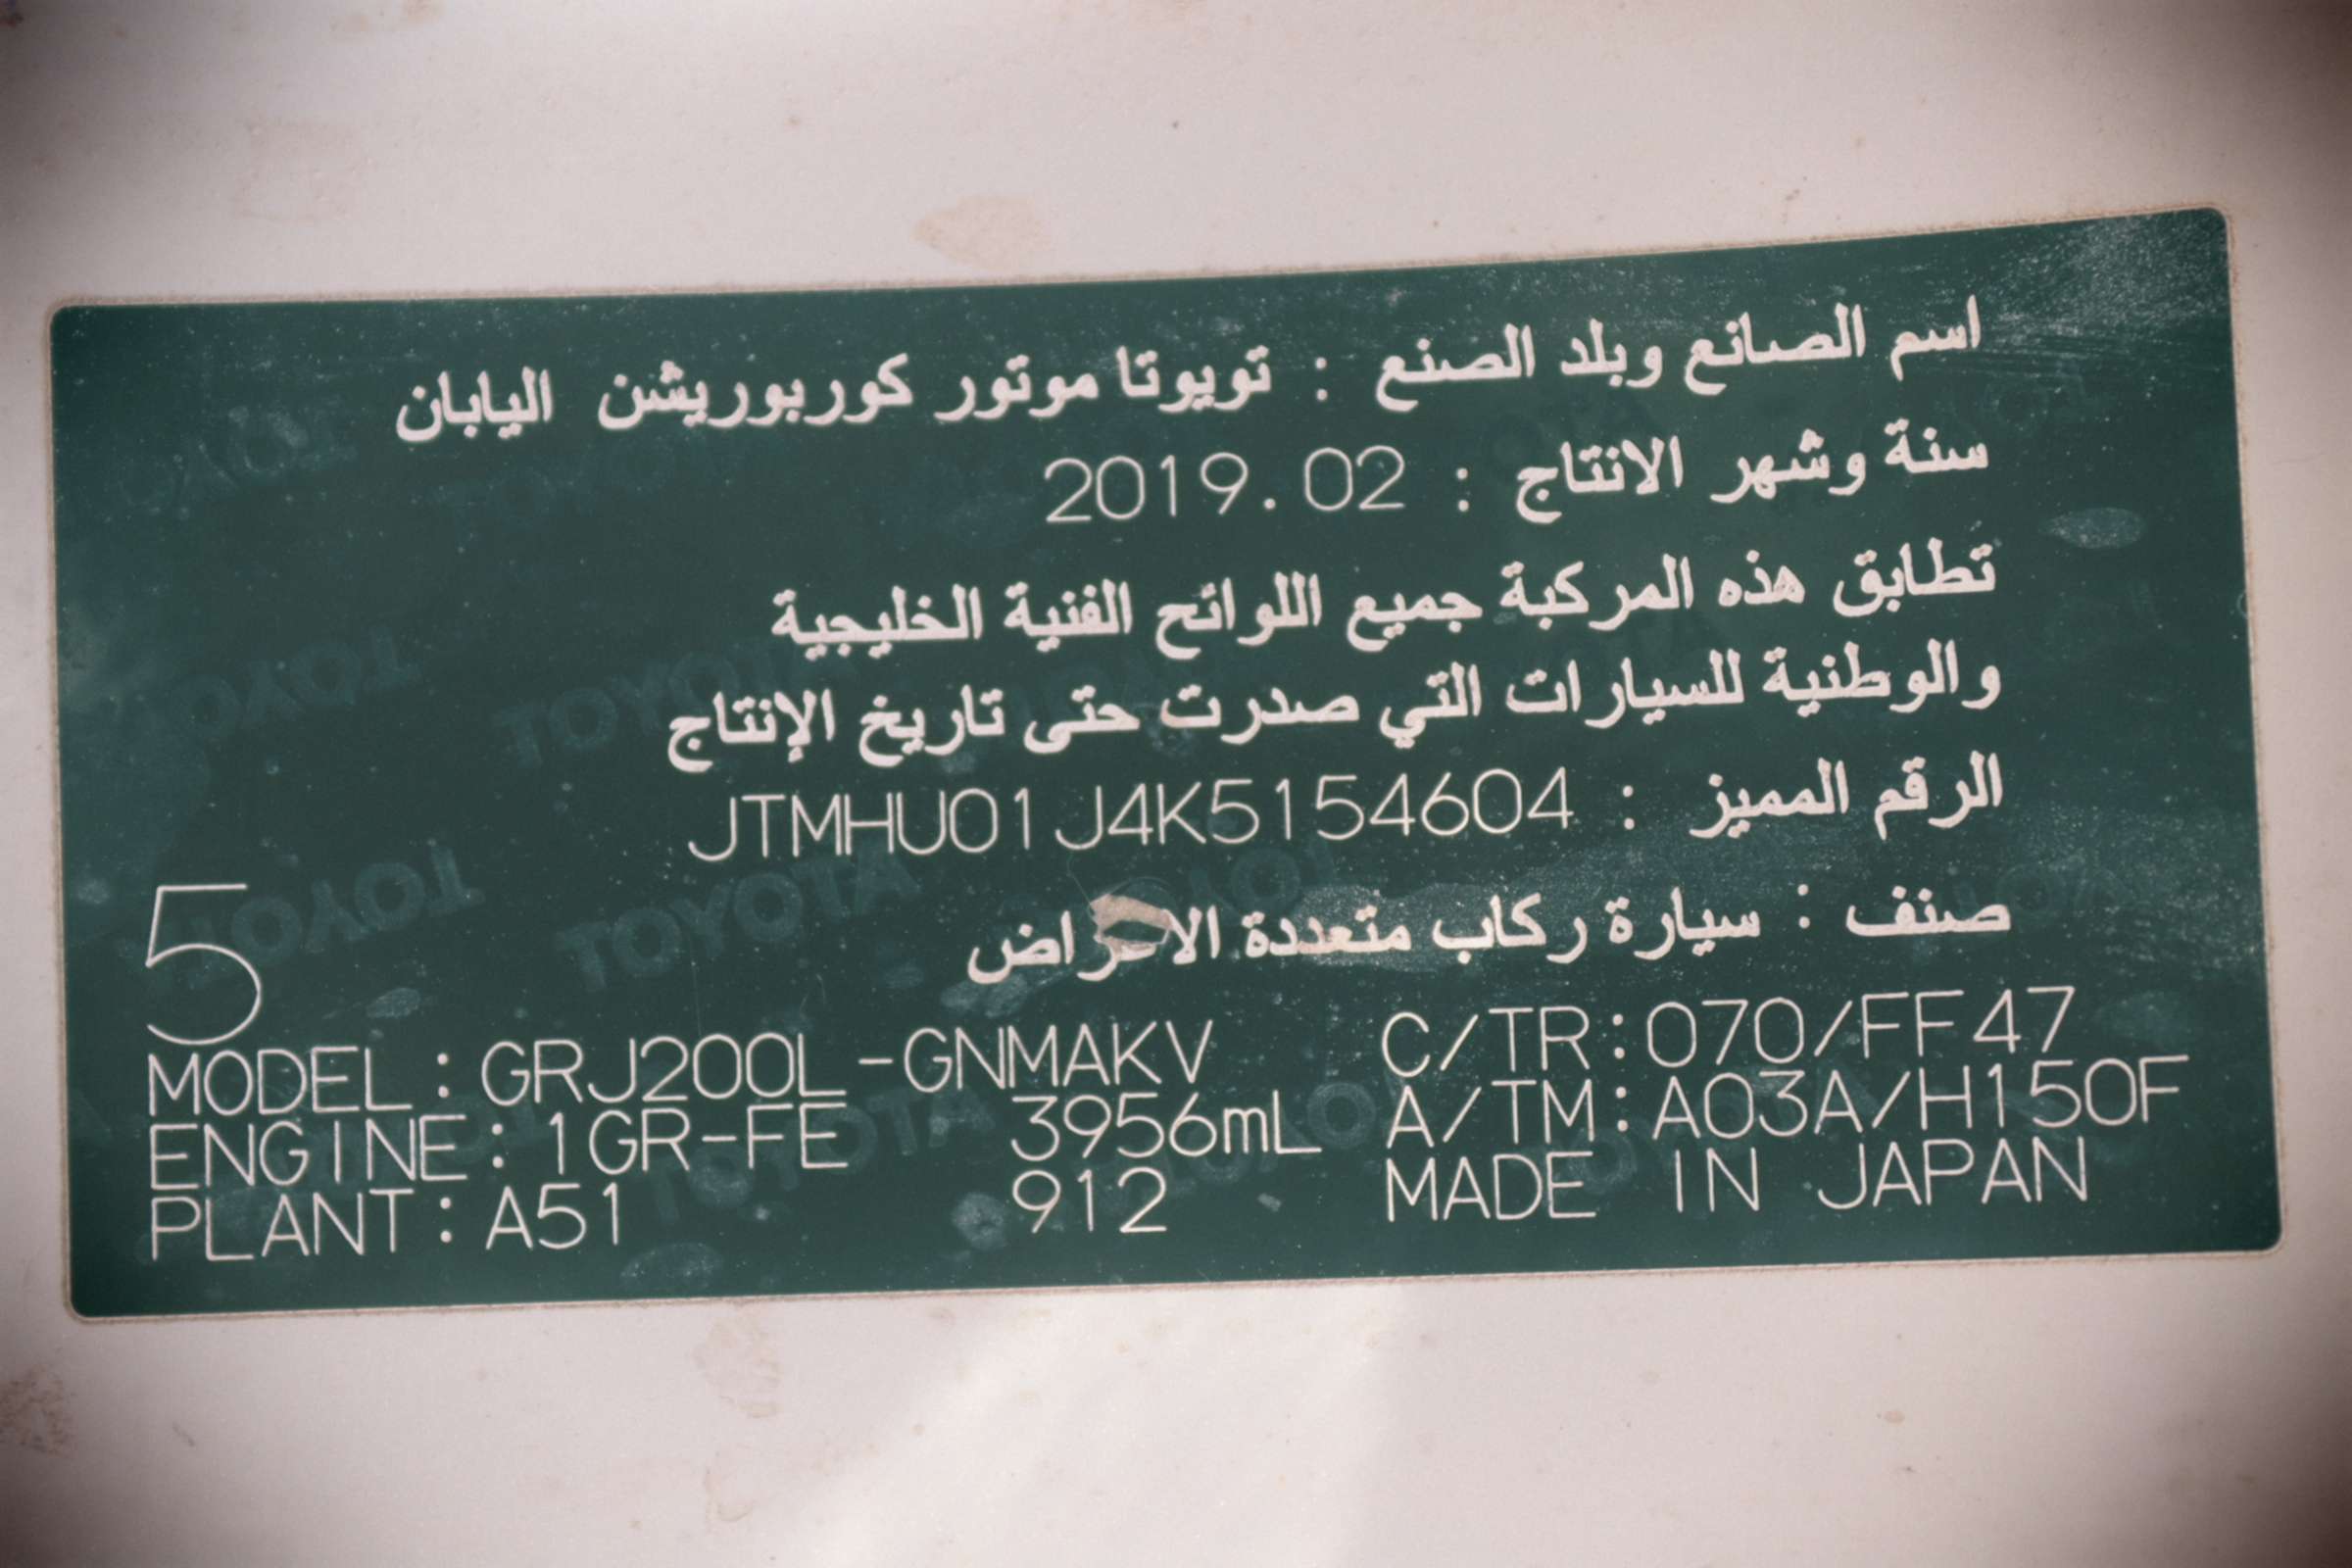 اسم الصانع وبلد الصنع : تويوتا موتور كوربوريشن اليابان
سنة وشهر الانتاج : 2019.02
تطابق هذه المركبة جميع اللوائح الفنية الخليجية
والوطنية للسيارات التي صدرت حتى تاريخ الإنتاج
الرقم المميز : JTMHU01J4K5154604
صنف : سيارة ركاب متعددة
5
MODEL : GRJ200L-GNMAKV C/TR:070/FF47
ENGINE: 1GR-FE 3956mL A/TM:A03A/H150F
PLANT: A51 912 MADE IN JAPAN